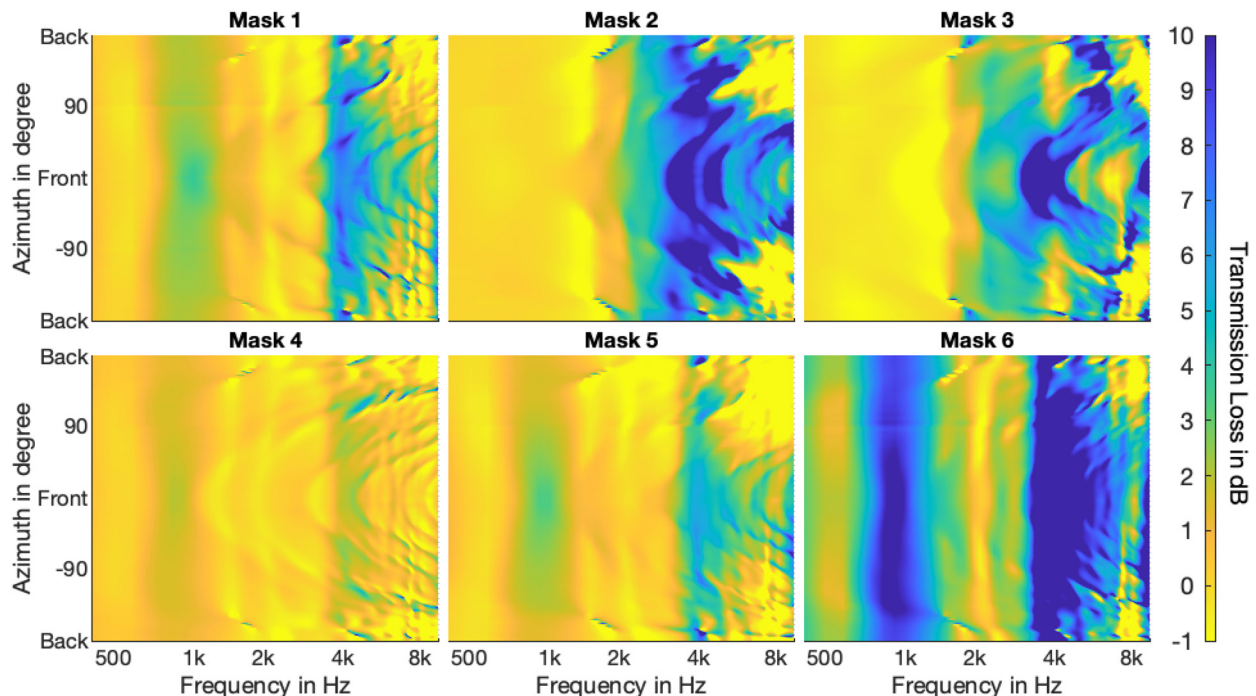 Mask 1
Mask 2
Mask 3
Back
90
Front
-90
Back
Azimuth in degree
Mask 4
Mask 5
Mask 6
Back
90
Front
-90
Back
Azimuth in degree
500 1k 2k 4k 8k
500 1k 2k 4k 8k
500 1k 2k 4k 8k
Frequency in Hz
Frequency in Hz
Frequency in Hz
10
9
8
7
6
5
4
3
2
1
0
-1
Transmission Loss in dB